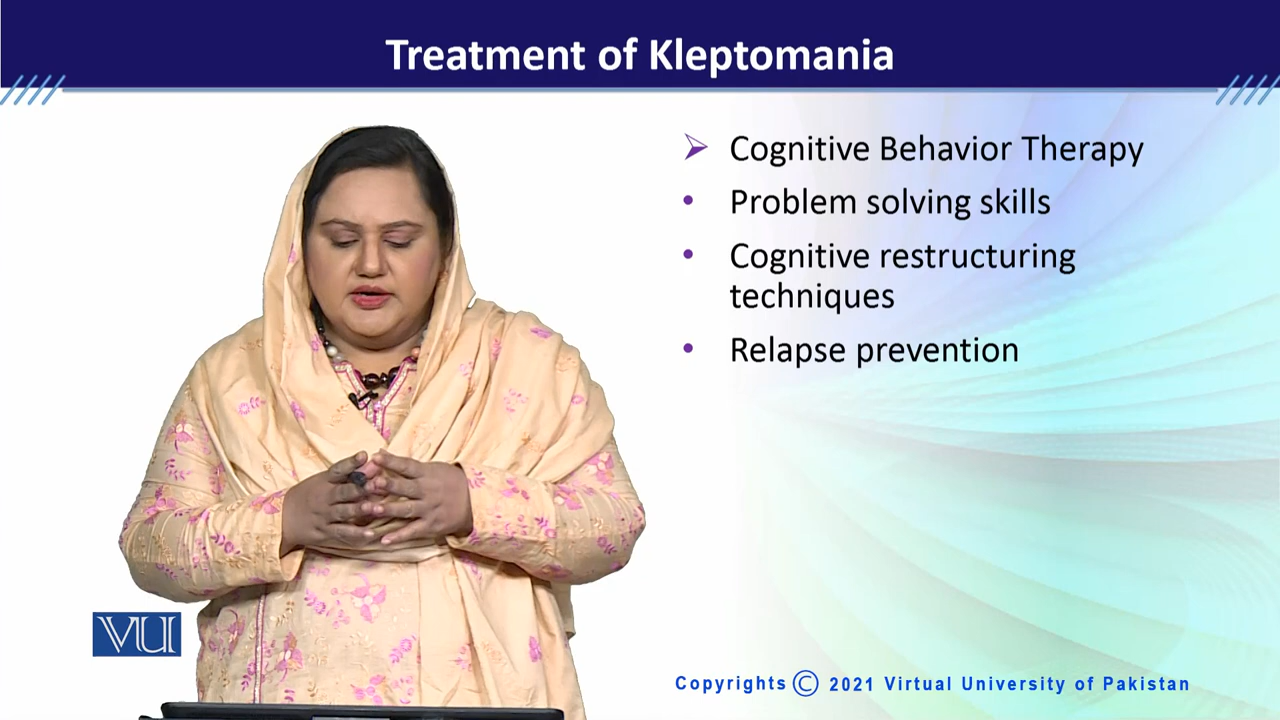 Treatment of Kleptomania
Cognitive Behavior Therapy
Problem solving skills
Cognitive restructuring
techniques
Relapse prevention
VU
Copyrights © 2021 Virtual University of Pakistan